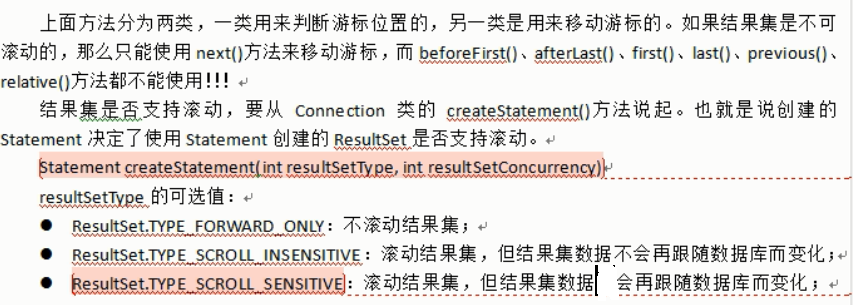 上面方法分为两类，一类用来判断游标位置的，另一类是用来移动游标的。如果结果集是不可
滚动的，那么只能使用 next()方法来移动游标，而 beforeFirst()、afterLast()、first()、last()、previous()、
relative()方法都不能使用!!!
结果集是否支持滚动，要从 Connection 类的 createStatement()方法说起。也就是说创建的
Statement 决定了使用 Statement 创建的 ResultSet 是否支持滚动。
Statement createStatement(int resultSetType, int resultSetConcurrency)
resultSetType 的可选值：
● ResultSet.TYPE_FORWARD_ONLY：不滚动结果集；
● ResultSet.TYPE_SCROLL_INSENSITIVE：滚动结果集，但结果集数据不会再跟随数据库而变化；
● ResultSet.TYPE_SCROLL_SENSITIVE：滚动结果集，但结果集数据 会再跟随数据库而变化；